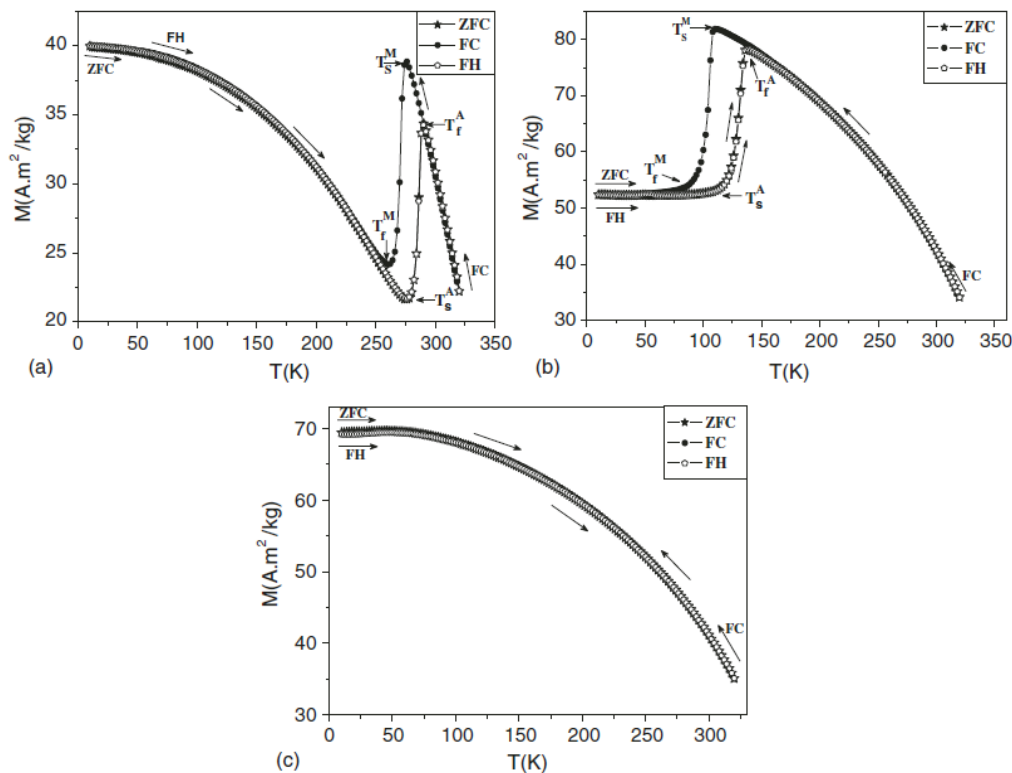 40
35
30
25
20
M(A.m²/kg)
0 50 100 150 200 250 300 350
T(K)
(a)
FH
ZFC
ZFC
FC
FH
T_S^M
T_f^A
T_f^M
T_s^A
FC
80
70
60
50
40
30
M(A.m²/kg)
0 50 100 150 200 250 300 350
T(K)
(b)
T_S^M
ZFC
FC
FH
T_f^A
ZFC
T_f^M
T_s^A
FH
FC
70
60
50
40
30
M(A.m²/kg)
0 50 100 150 200 250 300
T(K)
(c)
ZFC
FH
ZFC
FC
FH
FC